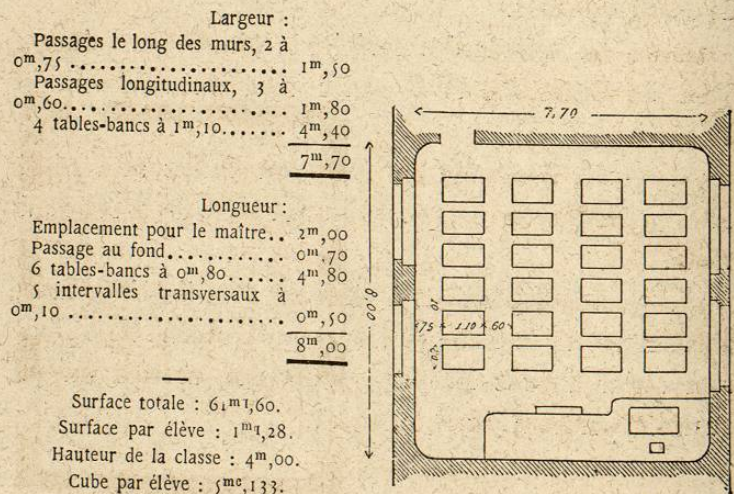 Largeur :
Passages le long des murs, 2 à
0m,75 ...................... 1m,50
Passages longitudinaux, 3 à
0m,60...................... 1m,80
4 tables-bancs à 1m,10....... 4m,40
7m,70
Longueur :
Emplacement pour le maître.. 2m,00
Passage au fond............ 0m,70
6 tables-bancs à 0m,80...... 4m,80
5 intervalles transversaux à
0m,10 ...................... 0m,50
8m,00
Surface totale : 61mq,60.
Surface par élève : 1mq,28.
Hauteur de la classe : 4m,00.
Cube par élève : 5mc,133.
7,70
8,00
10
75 × 1.10 × 60